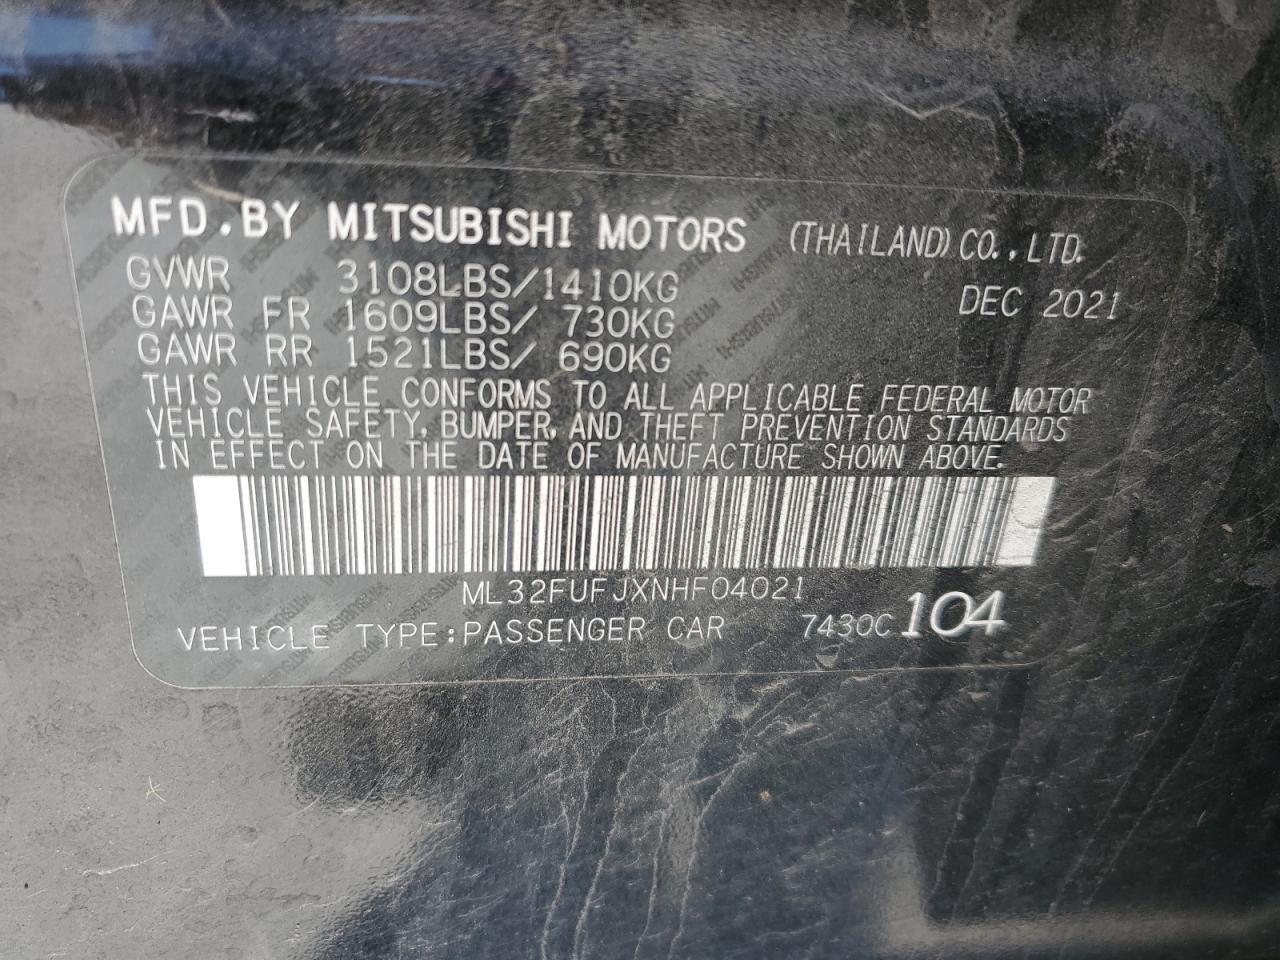 MFD.BY MITSUBISHI MOTORS (THAILAND) CO.,LTD.
GVWR 3108LBS/1410KG DEC 2021
GAWR FR 1609LBS/ 730KG
GAWR RR 1521LBS/ 690KG
THIS VEHICLE CONFORMS TO ALL APPLICABLE FEDERAL MOTOR
VEHICLE SAFETY, BUMPER, AND THEFT PREVENTION STANDARDS
IN EFFECT ON THE DATE OF MANUFACTURE SHOWN ABOVE.
ML32FUFJXNHF04021
VEHICLE TYPE:PASSENGER CAR 7430C 104